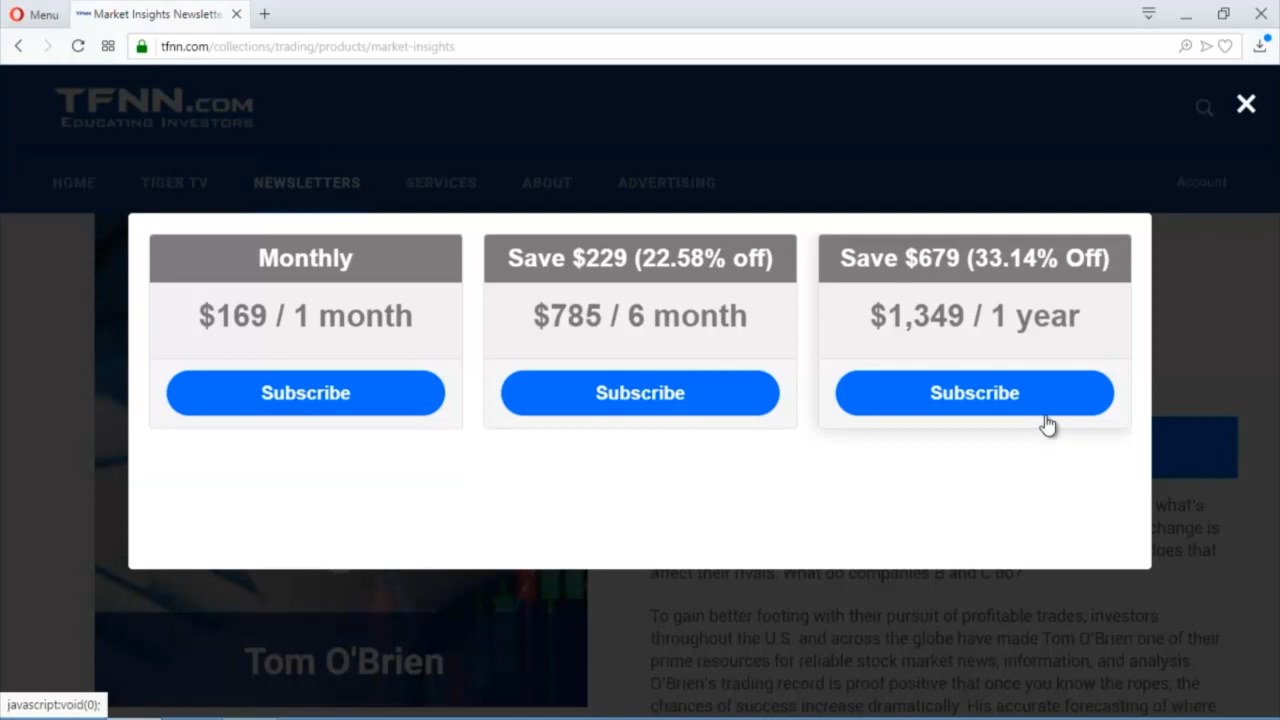 Menu
TFNN Market Insights Newslette
tfnn.com/collections/trading/products/market-insights
TFNN.COM
EDUCATING INVESTORS
HOME TIGER TV NEWSLETTERS SERVICES ABOUT ADVERTISING Account
Monthly
$169 / 1 month
Subscribe
Save $229 (22.58% off)
$785 / 6 month
Subscribe
Save $679 (33.14% Off)
$1,349 / 1 year
Subscribe
what's
change is
does that
affect their rivals. What do companies B and C do?
To gain better footing with their pursuit of profitable trades, investors
throughout the U.S. and across the globe have made Tom O'Brien one of their
prime resources for reliable stock market news, information, and analysis.
O'Brien's trading record is proof positive that once you know the ropes, the
chances of success increase dramatically. His accurate forecasting of where
Tom O'Brien
javascript:void(0);